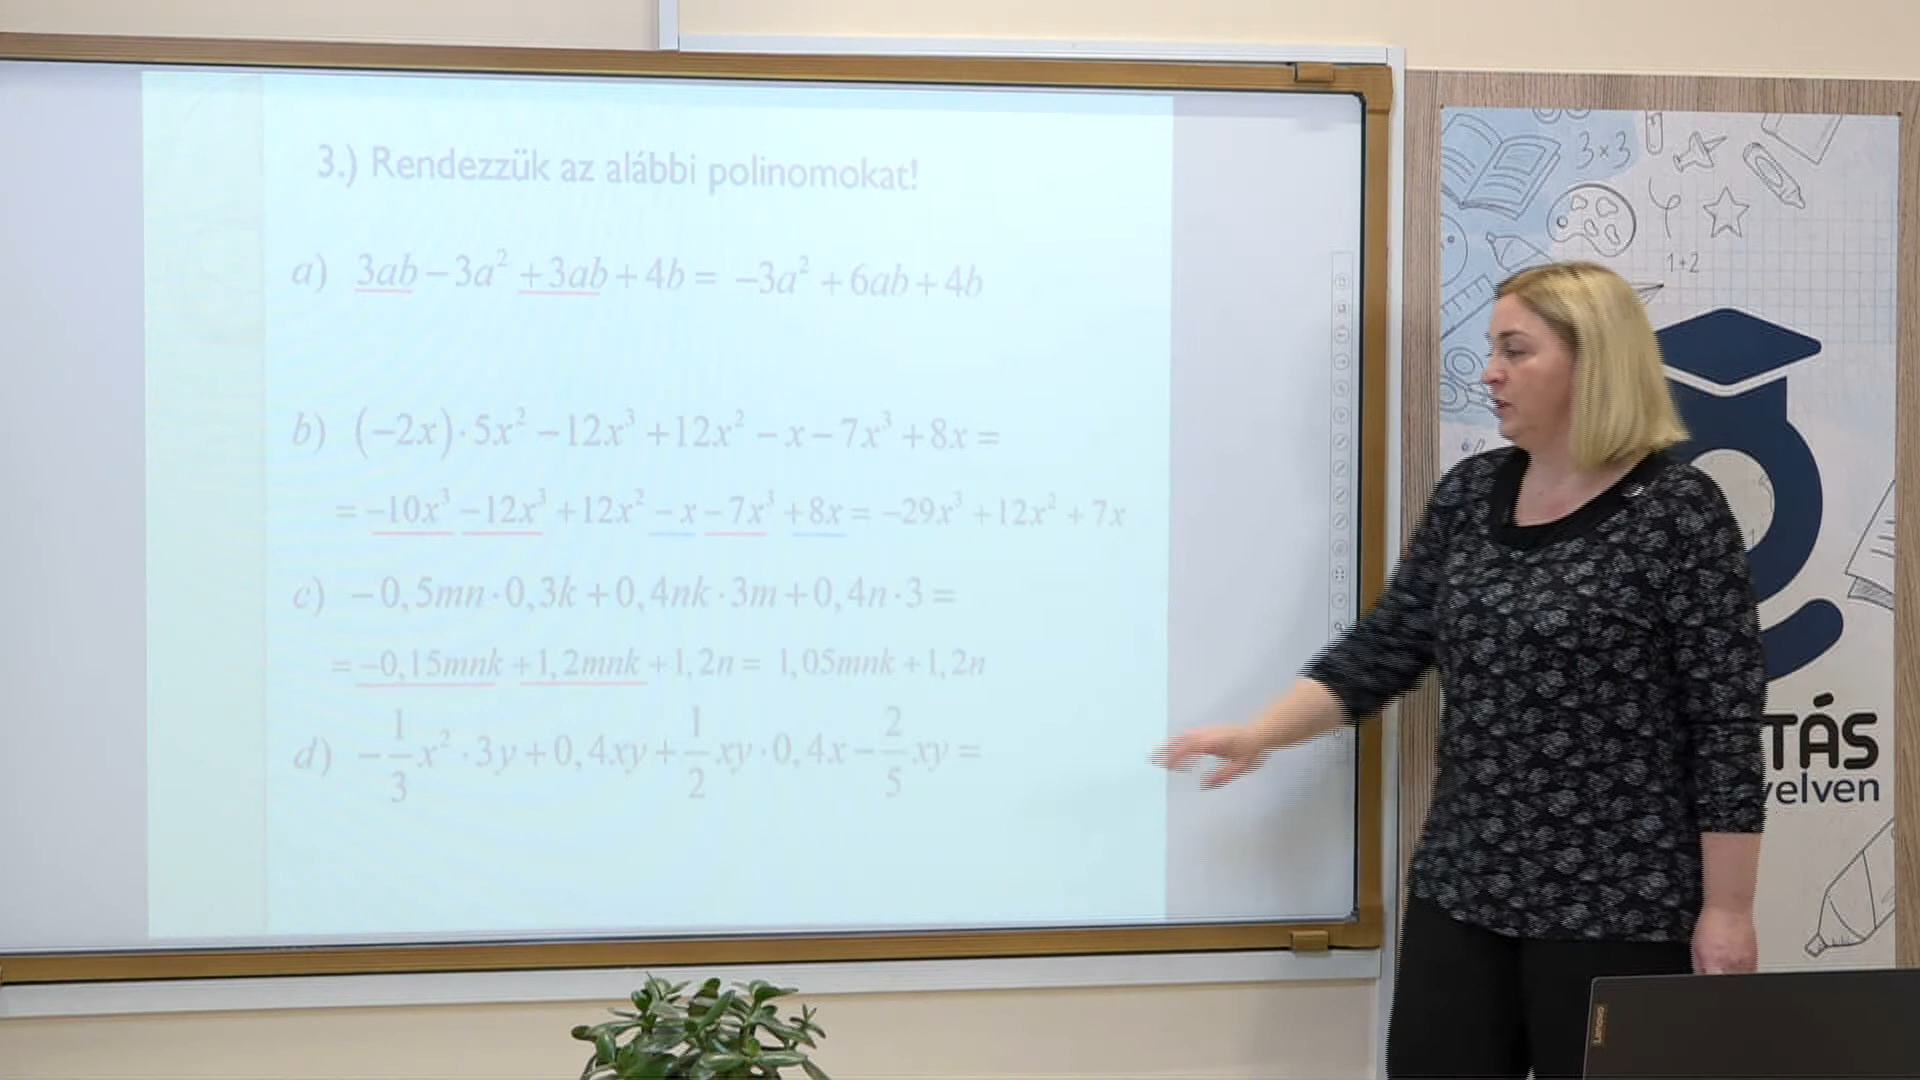 3.) Rendezzük az alábbi polinomokat!
a) 3ab − 3a² + 3ab + 4b = −3a² + 6ab + 4b
b) (−2x) · 5x² − 12x³ + 12x² − x − 7x³ + 8x =
= −10x³ − 12x³ + 12x² − x − 7x³ + 8x = −29x³ + 12x² + 7x
c) −0,5mn · 0,3k + 0,4nk · 3m + 0,4n · 3 =
= −0,15mnk + 1,2mnk + 1,2n = 1,05mnk + 1,2n
d) −1/3 x² · 3y + 0,4xy + 1/2 xy · 0,4x − 2/5 xy =
3×3
1+2
TÁS
yelven
Lenovo